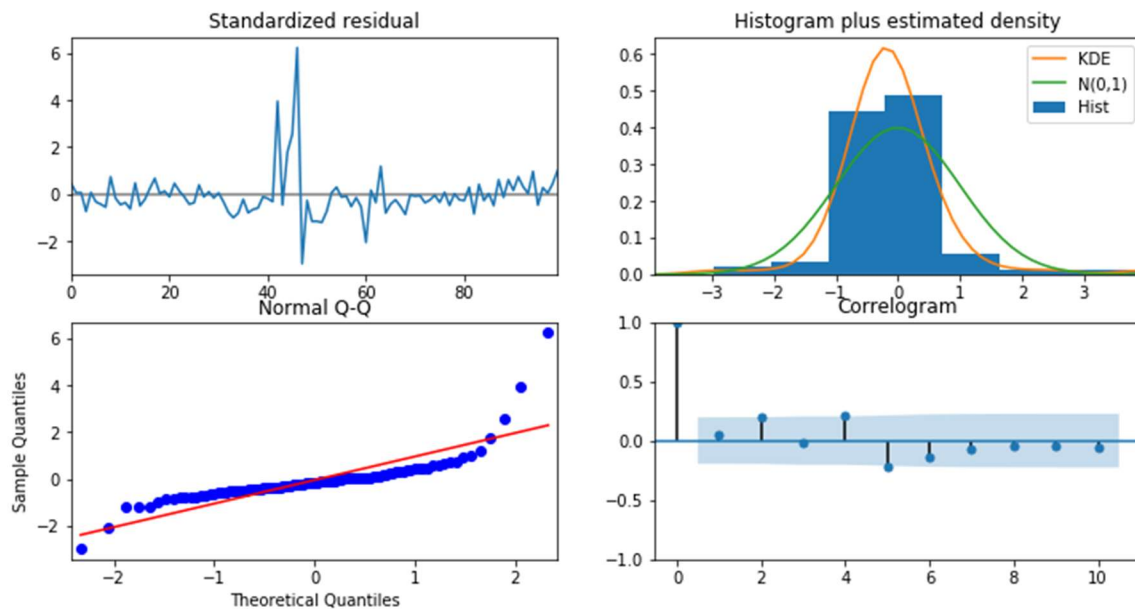 Standardized residual
6
4
2
0
−2
0 20 40 60 80
Histogram plus estimated density
0.6
0.5
0.4
0.3
0.2
0.1
0.0
−3 −2 −1 0 1 2 3
KDE
N(0,1)
Hist
Normal Q-Q
Sample Quantiles
6
4
2
0
−2
−2 −1 0 1 2
Theoretical Quantiles
Correlogram
1.0
0.5
0.0
−0.5
−1.0
0 2 4 6 8 10